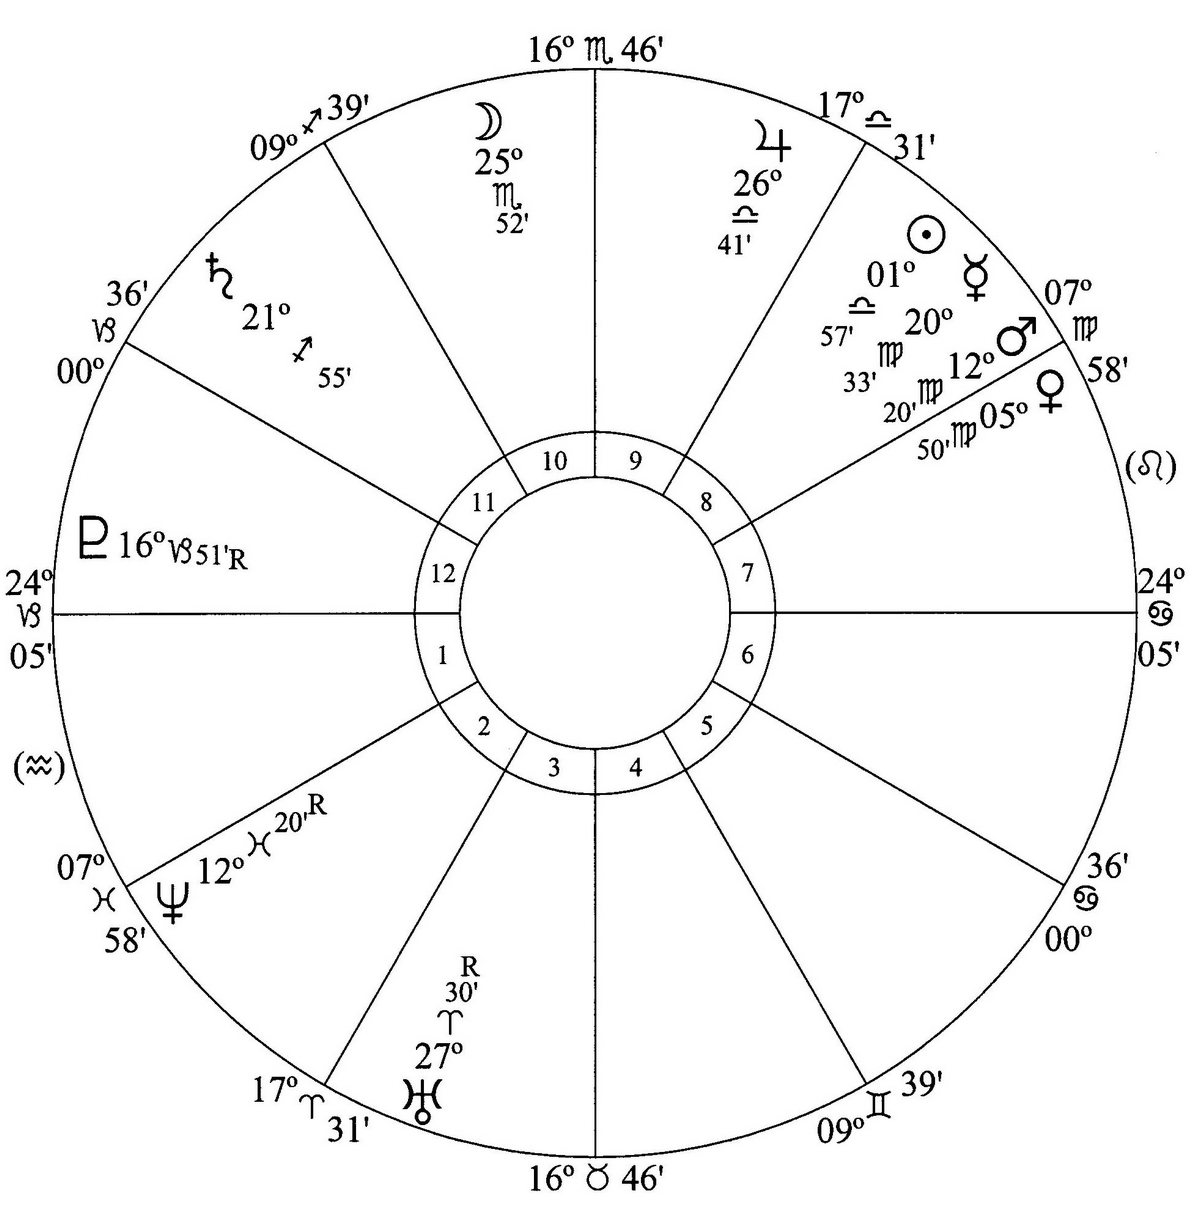 16º ♏ 46'
17º ♎ 31'
09º ♐ 39'
☽
25º
♏
52'
♃
26º
♎
41'
☉
01º
♎
57'
☿
20º
♍
33'
♂
12º
♍
20'
♀
05º
♍
50'
07º
♍
58'
♄
21º
♐
55'
36'
♑
00º
(♌)
10
9
11
8
12
7
1
6
2
5
3
4
♇ 16º ♑ 51' R
24º
♑
05'
24º
♋
05'
(♒)
07º
♓
58'
♆ 12º ♓ 20' R
36'
♋
00º
R
30'
♈
27º
♅
17º ♈ 31'
39'
♊
09º
16º ♉ 46'